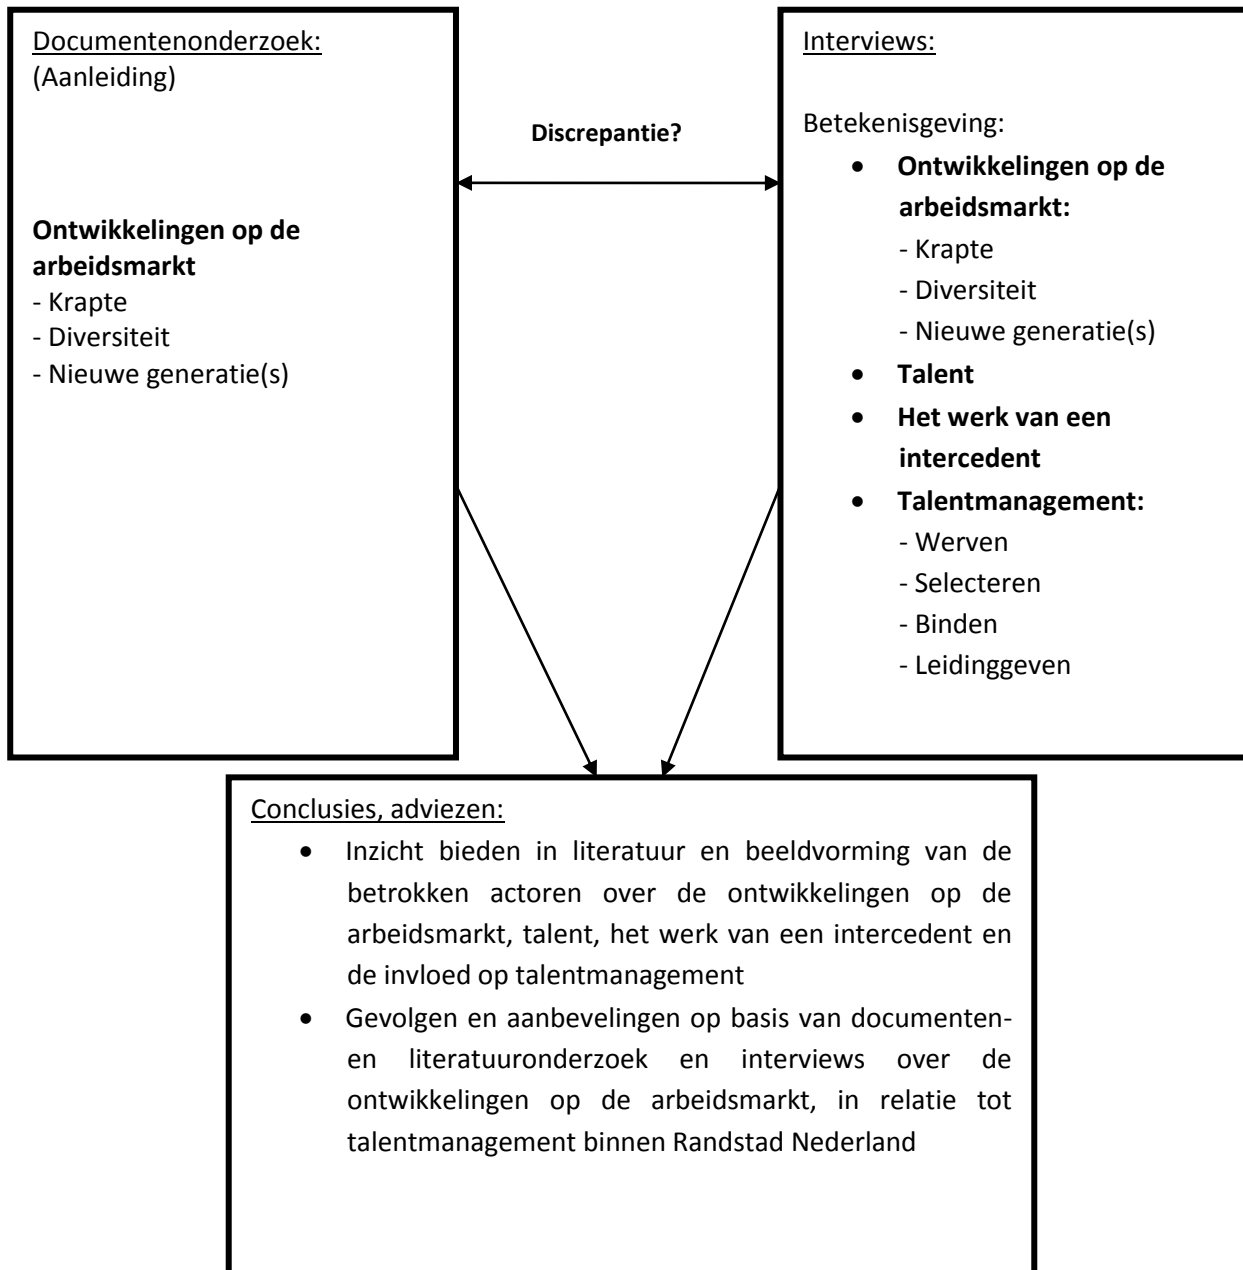 Documentenonderzoek:
(Aanleiding)
Ontwikkelingen op de
arbeidsmarkt
- Krapte
- Diversiteit
- Nieuwe generatie(s)
Discrepantie?
Interviews:
Betekenisgeving:
• Ontwikkelingen op de
arbeidsmarkt:
- Krapte
- Diversiteit
- Nieuwe generatie(s)
• Talent
• Het werk van een
intercedent
• Talentmanagement:
- Werven
- Selecteren
- Binden
- Leidinggeven
Conclusies, adviezen:
• Inzicht bieden in literatuur en beeldvorming van de
betrokken actoren over de ontwikkelingen op de
arbeidsmarkt, talent, het werk van een intercedent en
de invloed op talentmanagement
• Gevolgen en aanbevelingen op basis van documenten-
en literatuuronderzoek en interviews over de
ontwikkelingen op de arbeidsmarkt, in relatie tot
talentmanagement binnen Randstad Nederland